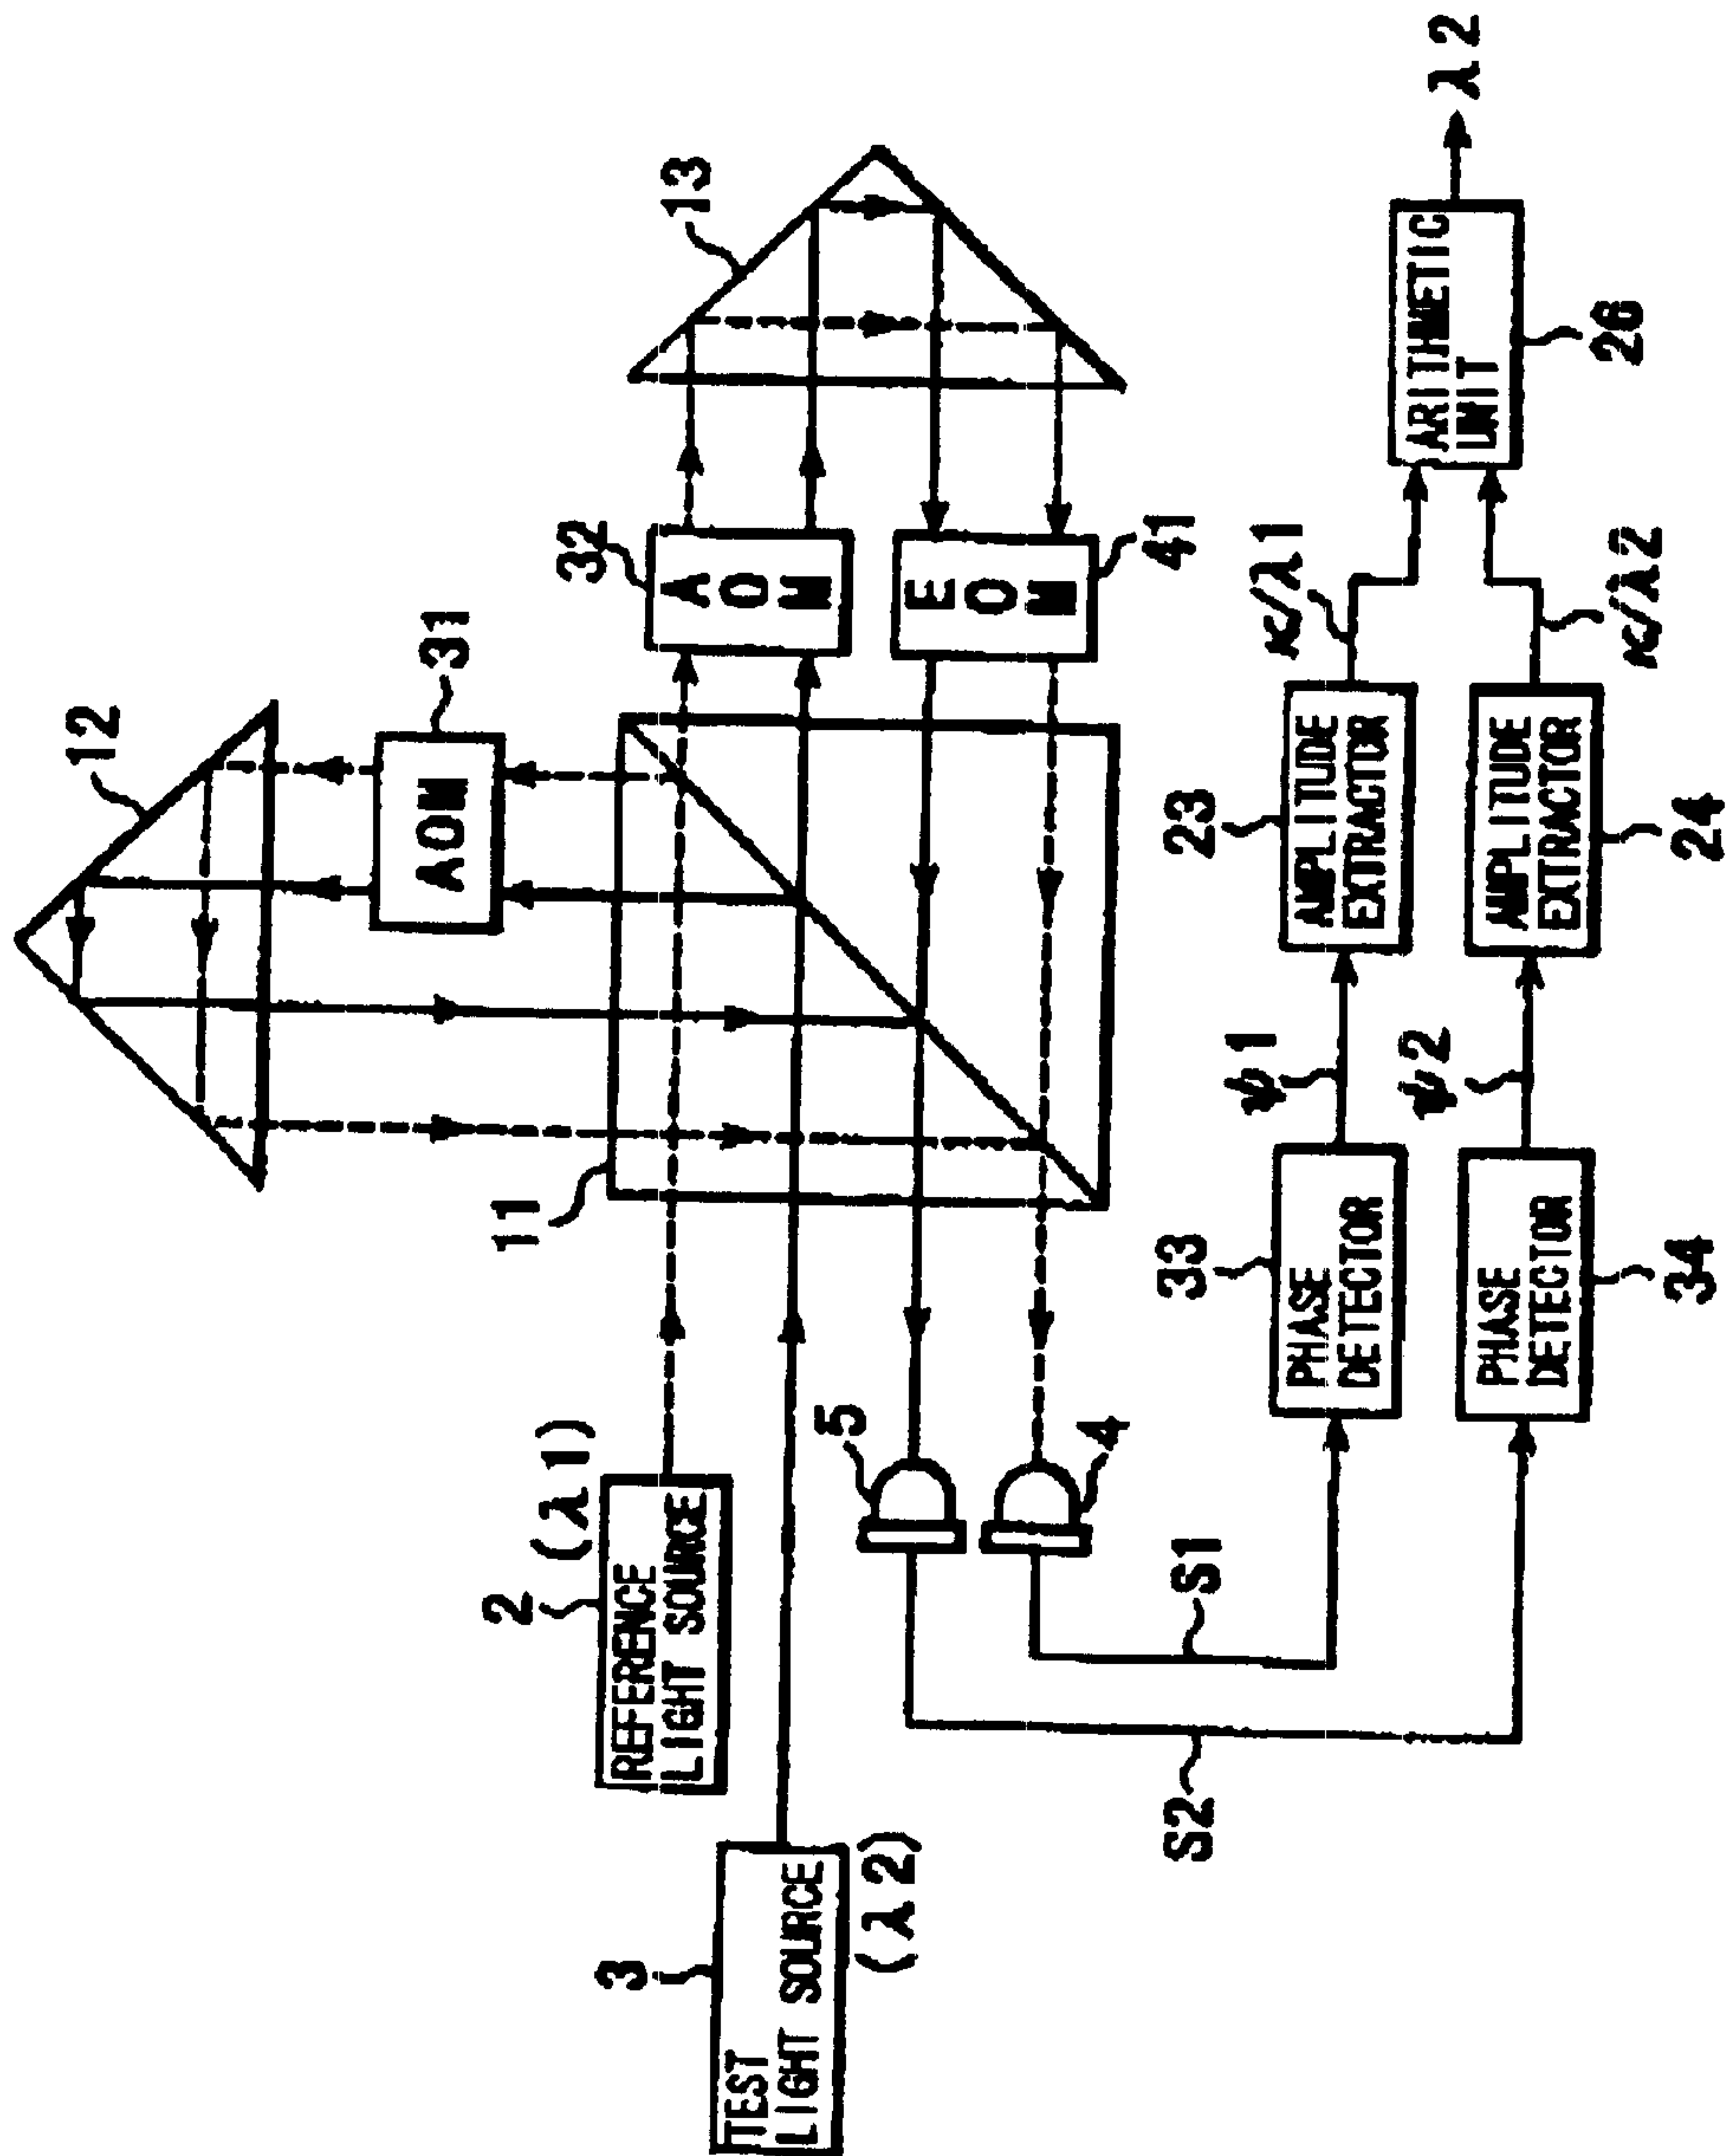 12
31
AOM
32
AOM
13
EOM
41
11
2 (λ1)
REFERENCE
LIGHT SOURCE
3
TEST
LIGHT SOURCE
(λ2)
5
4
S1
S2
33
PHASE
DETECTOR
ψ1
23
AMPLITUDE
EXTRACTOR
κ/λ1
34
PHASE
DETECTOR
ψ2
24
AMPLITUDE
EXTRACTOR
κ/λ2
ARITHMETIC
UNIT
26
λ2